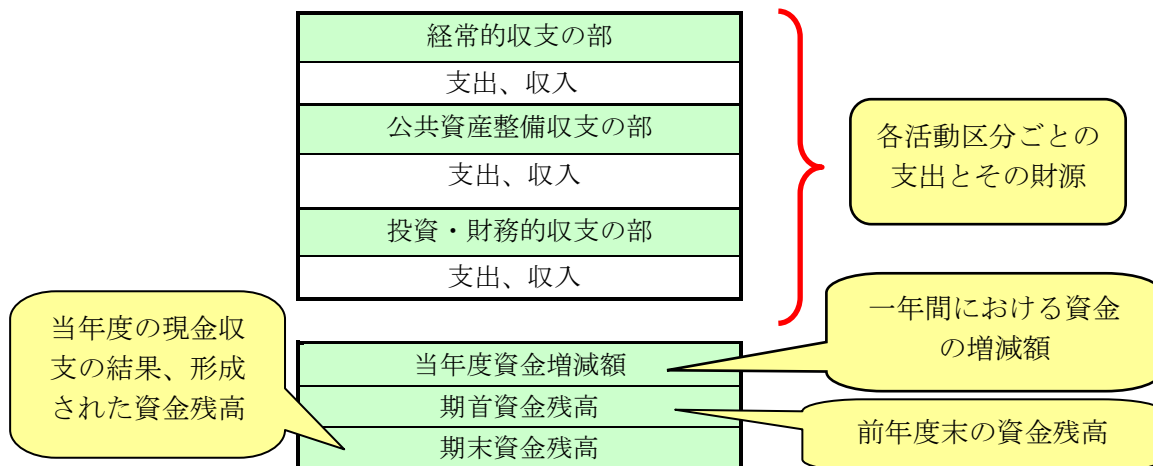 経常的収支の部
支出、収入
公共資産整備収支の部
支出、収入
投資・財務的収支の部
支出、収入
各活動区分ごとの
支出とその財源
当年度の現金収
支の結果、形成
された資金残高
当年度資金増減額
期首資金残高
期末資金残高
一年間における資金
の増減額
前年度末の資金残高